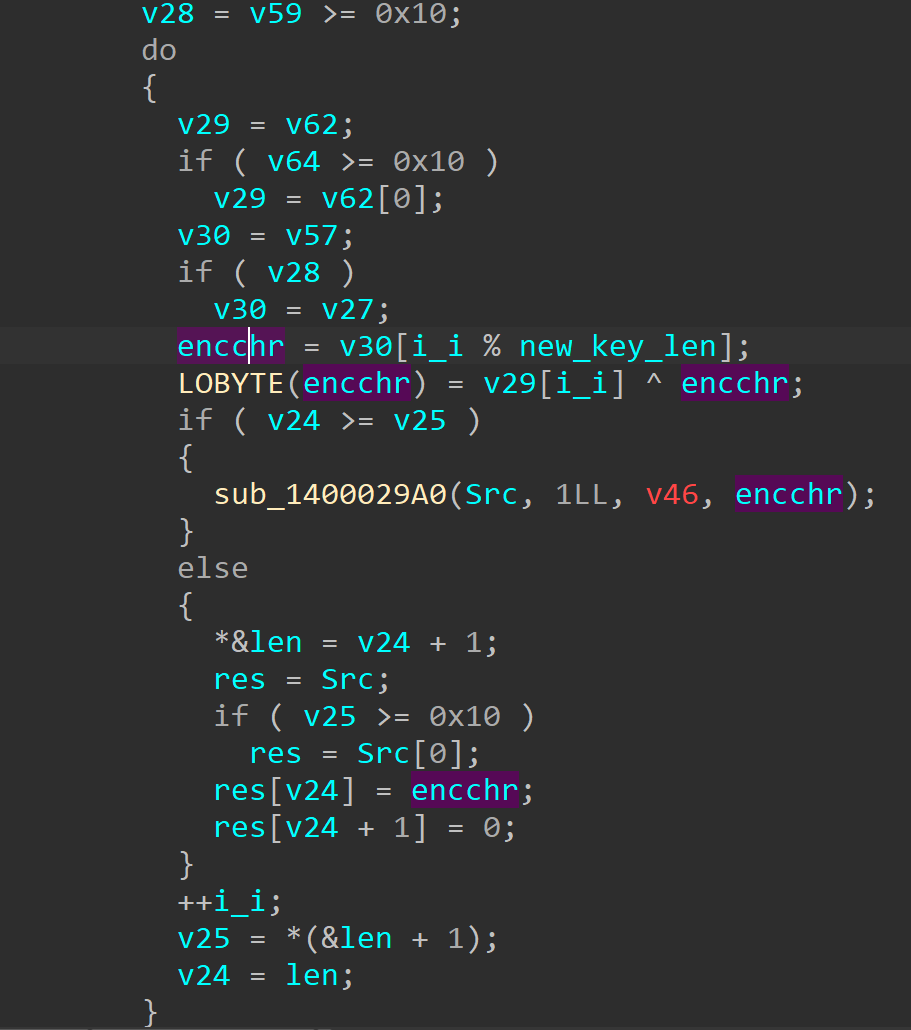 v28 = v59 >= 0x10;
do
{
v29 = v62;
if ( v64 >= 0x10 )
v29 = v62[0];
v30 = v57;
if ( v28 )
v30 = v27;
encchr = v30[i_i % new_key_len];
LOBYTE(encchr) = v29[i_i] ^ encchr;
if ( v24 >= v25 )
{
sub_1400029A0(Src, 1LL, v46, encchr);
}
else
{
*&len = v24 + 1;
res = Src;
if ( v25 >= 0x10 )
res = Src[0];
res[v24] = encchr;
res[v24 + 1] = 0;
}
++i_i;
v25 = *(&len + 1);
v24 = len;
}